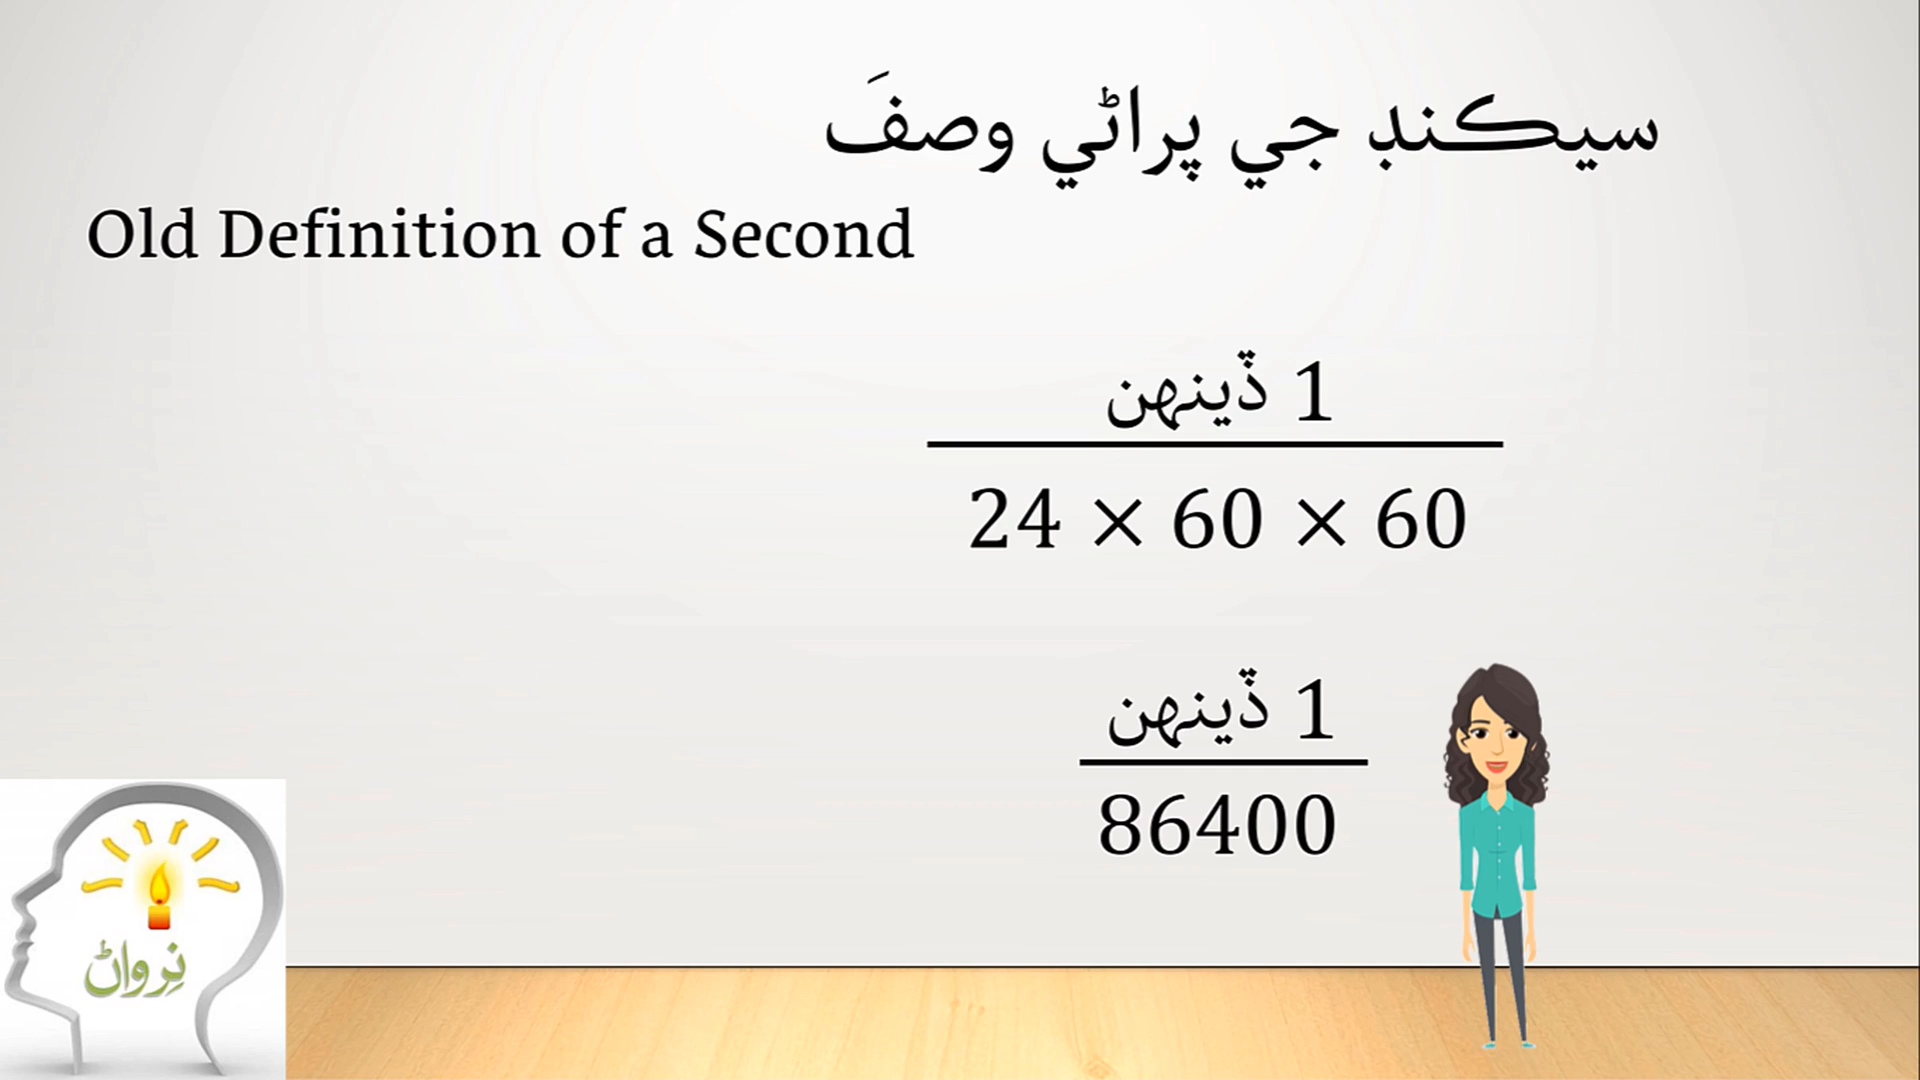 سيڪنڊ جي پراڻي وصفَ
Old Definition of a Second
1 ڏينهن
24 × 60 × 60
1 ڏينهن
86400
نِرواڻ